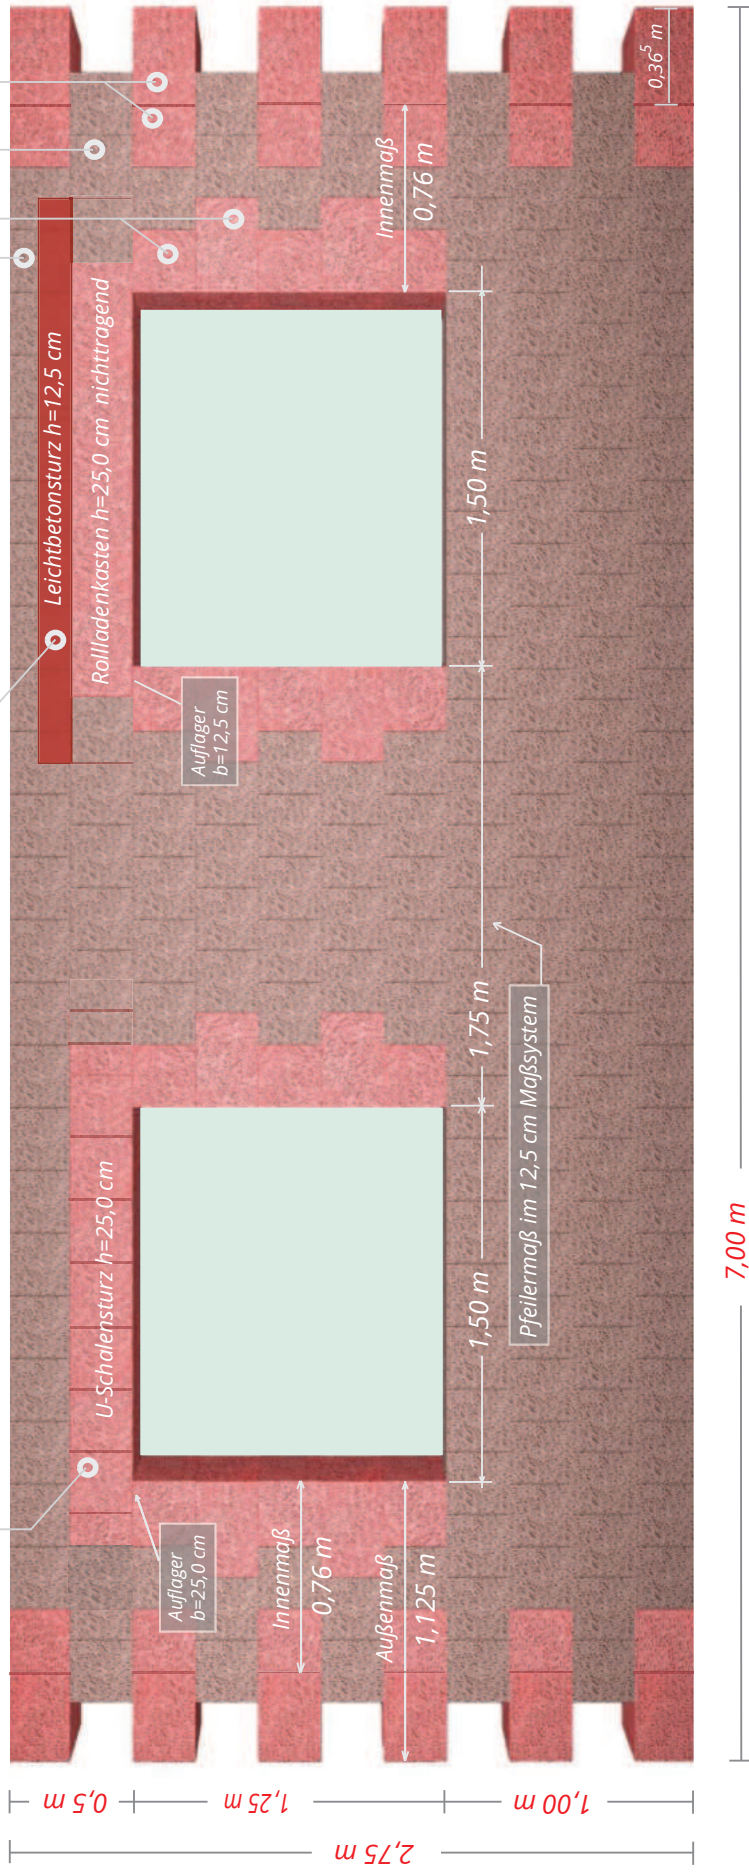 0,36⁵ m
Innenmaß
0,76 m
Leichtbetonsturz h=12,5 cm
Rollladenkasten h=25,0 cm nichttragend
1,50 m
Auflager
b=12,5 cm
1,75 m
Pfeilermaß im 12,5 cm Maßsystem
U-Schalensturz h=25,0 cm
1,50 m
Auflager
b=25,0 cm
Innenmaß
0,76 m
Außenmaß
1,125 m
7,00 m
0,5 m
1,25 m
1,00 m
2,75 m